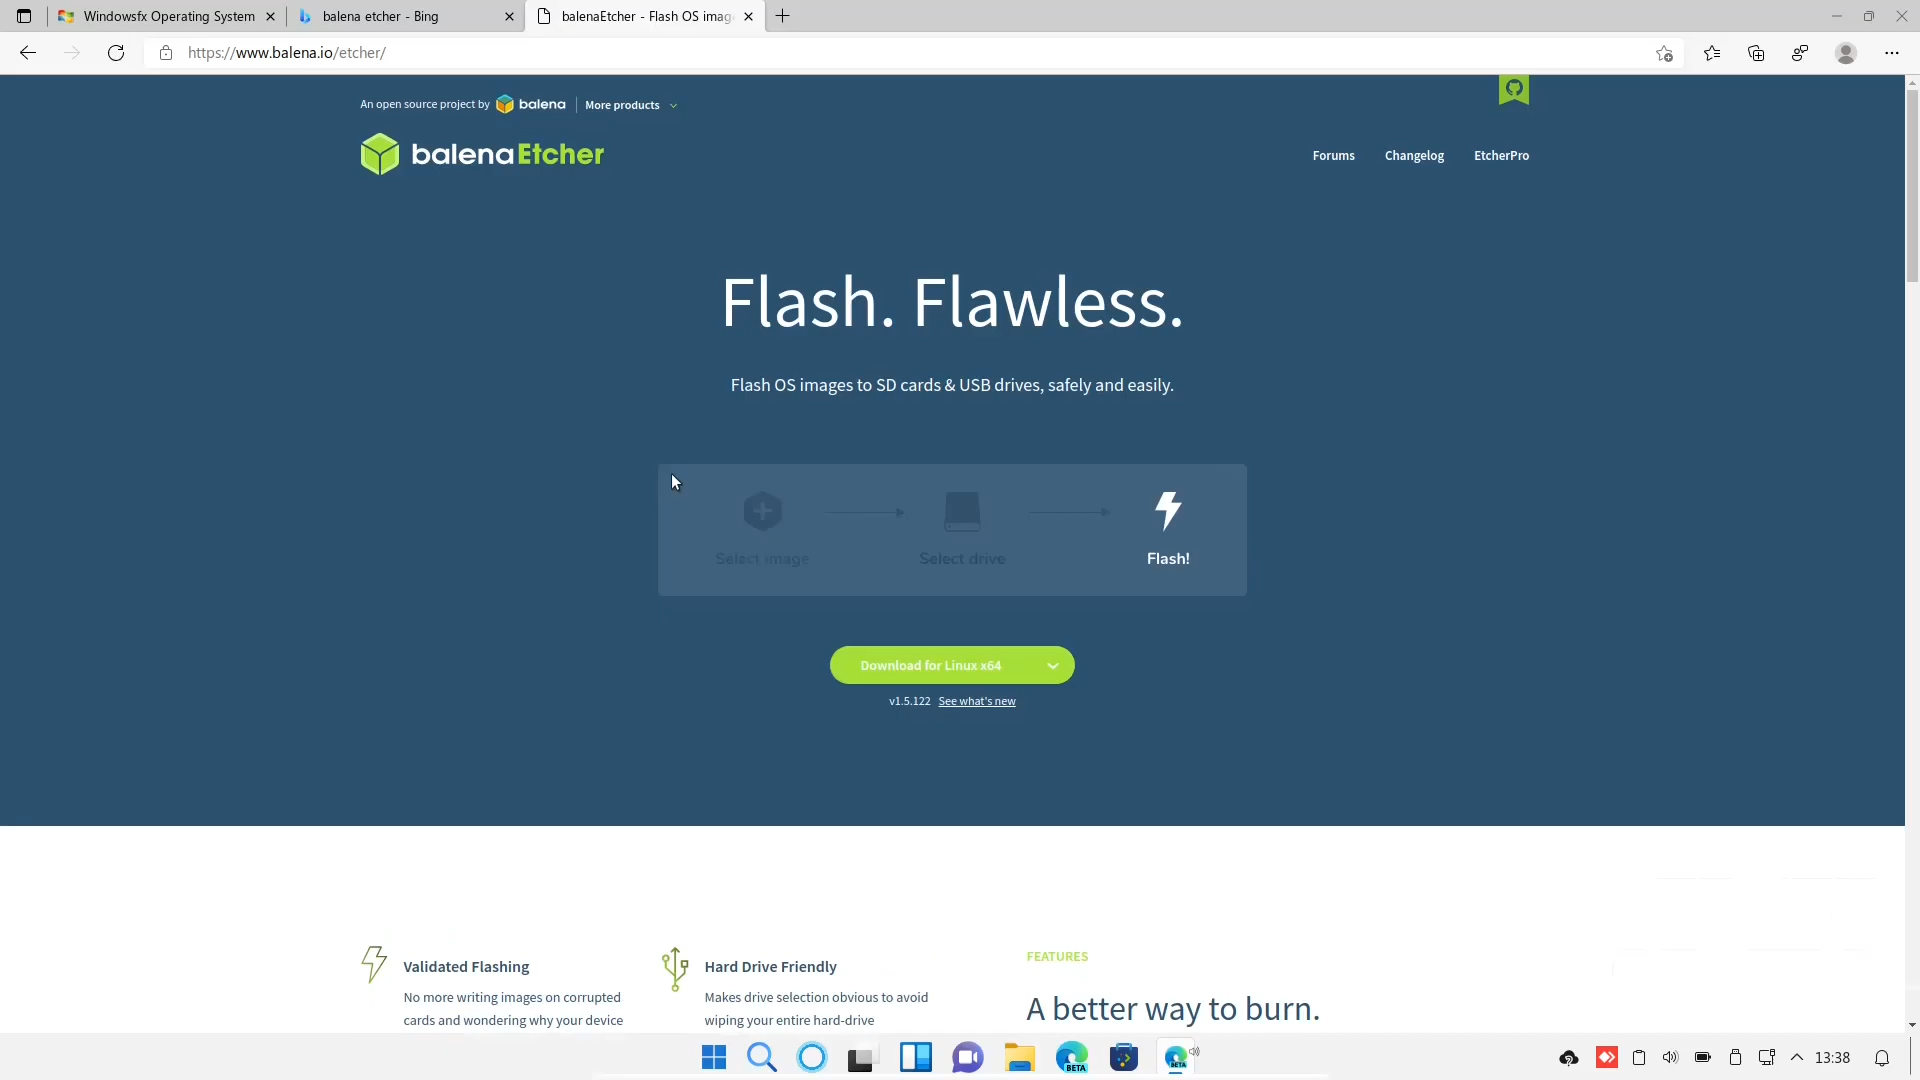 Windowsfx Operating System
balena etcher - Bing
balenaEtcher - Flash OS imag
https://www.balena.io/etcher/
An open source project by balena
More products
balenaEtcher
Forums
Changelog
EtcherPro
Flash. Flawless.
Flash OS images to SD cards & USB drives, safely and easily.
Select image
Select drive
Flash!
Download for Linux x64
v1.5.122 See what's new
Validated Flashing
No more writing images on corrupted
cards and wondering why your device
Hard Drive Friendly
Makes drive selection obvious to avoid
wiping your entire hard-drive
FEATURES
A better way to burn.
BETA
BETA
13:38